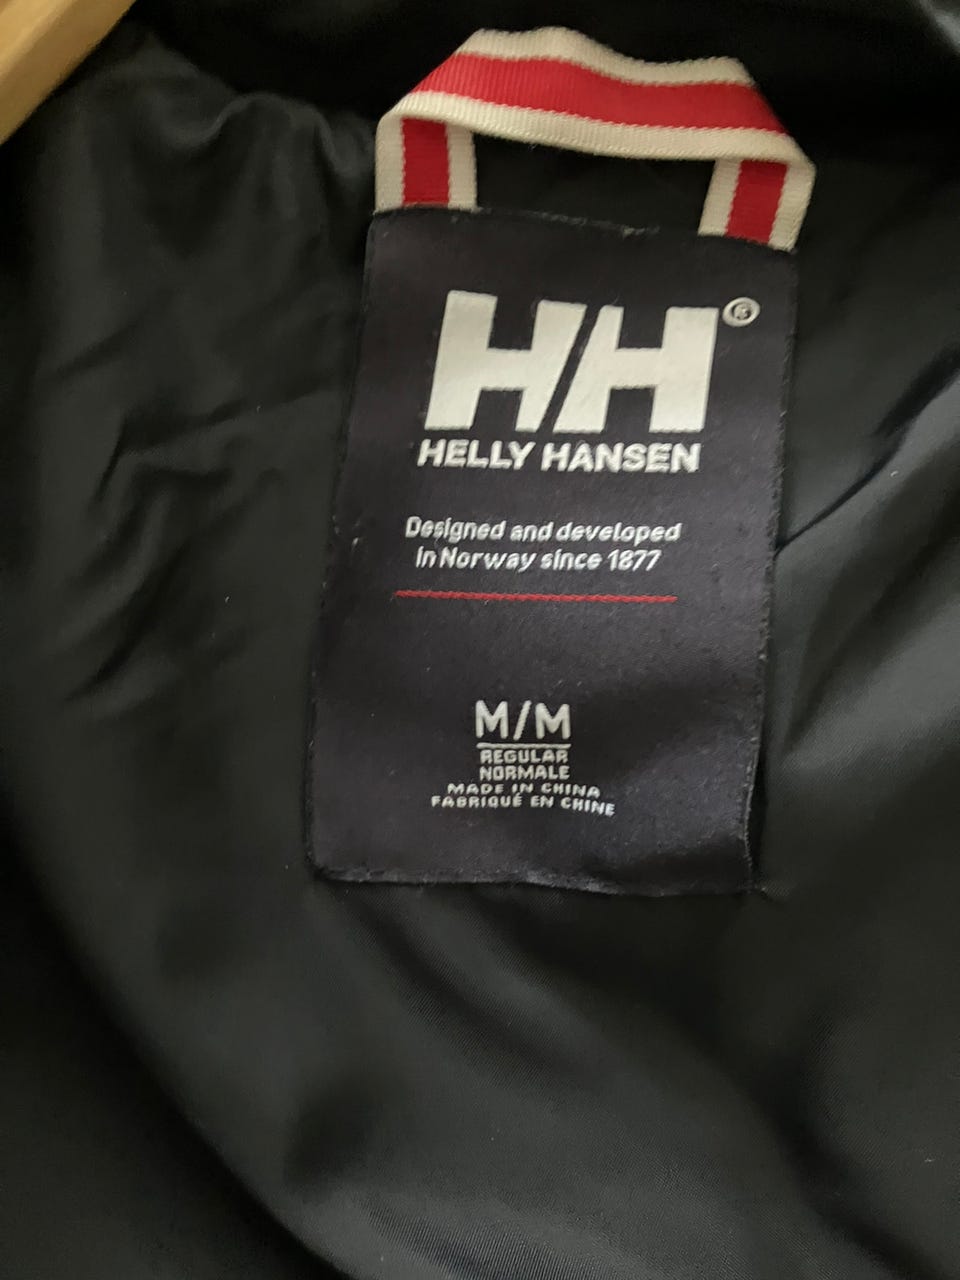 HH®
HELLY HANSEN
Designed and developed
in Norway since 1877
M/M
REGULAR
NORMALE
MADE IN CHINA
FABRIQUÉ EN CHINE